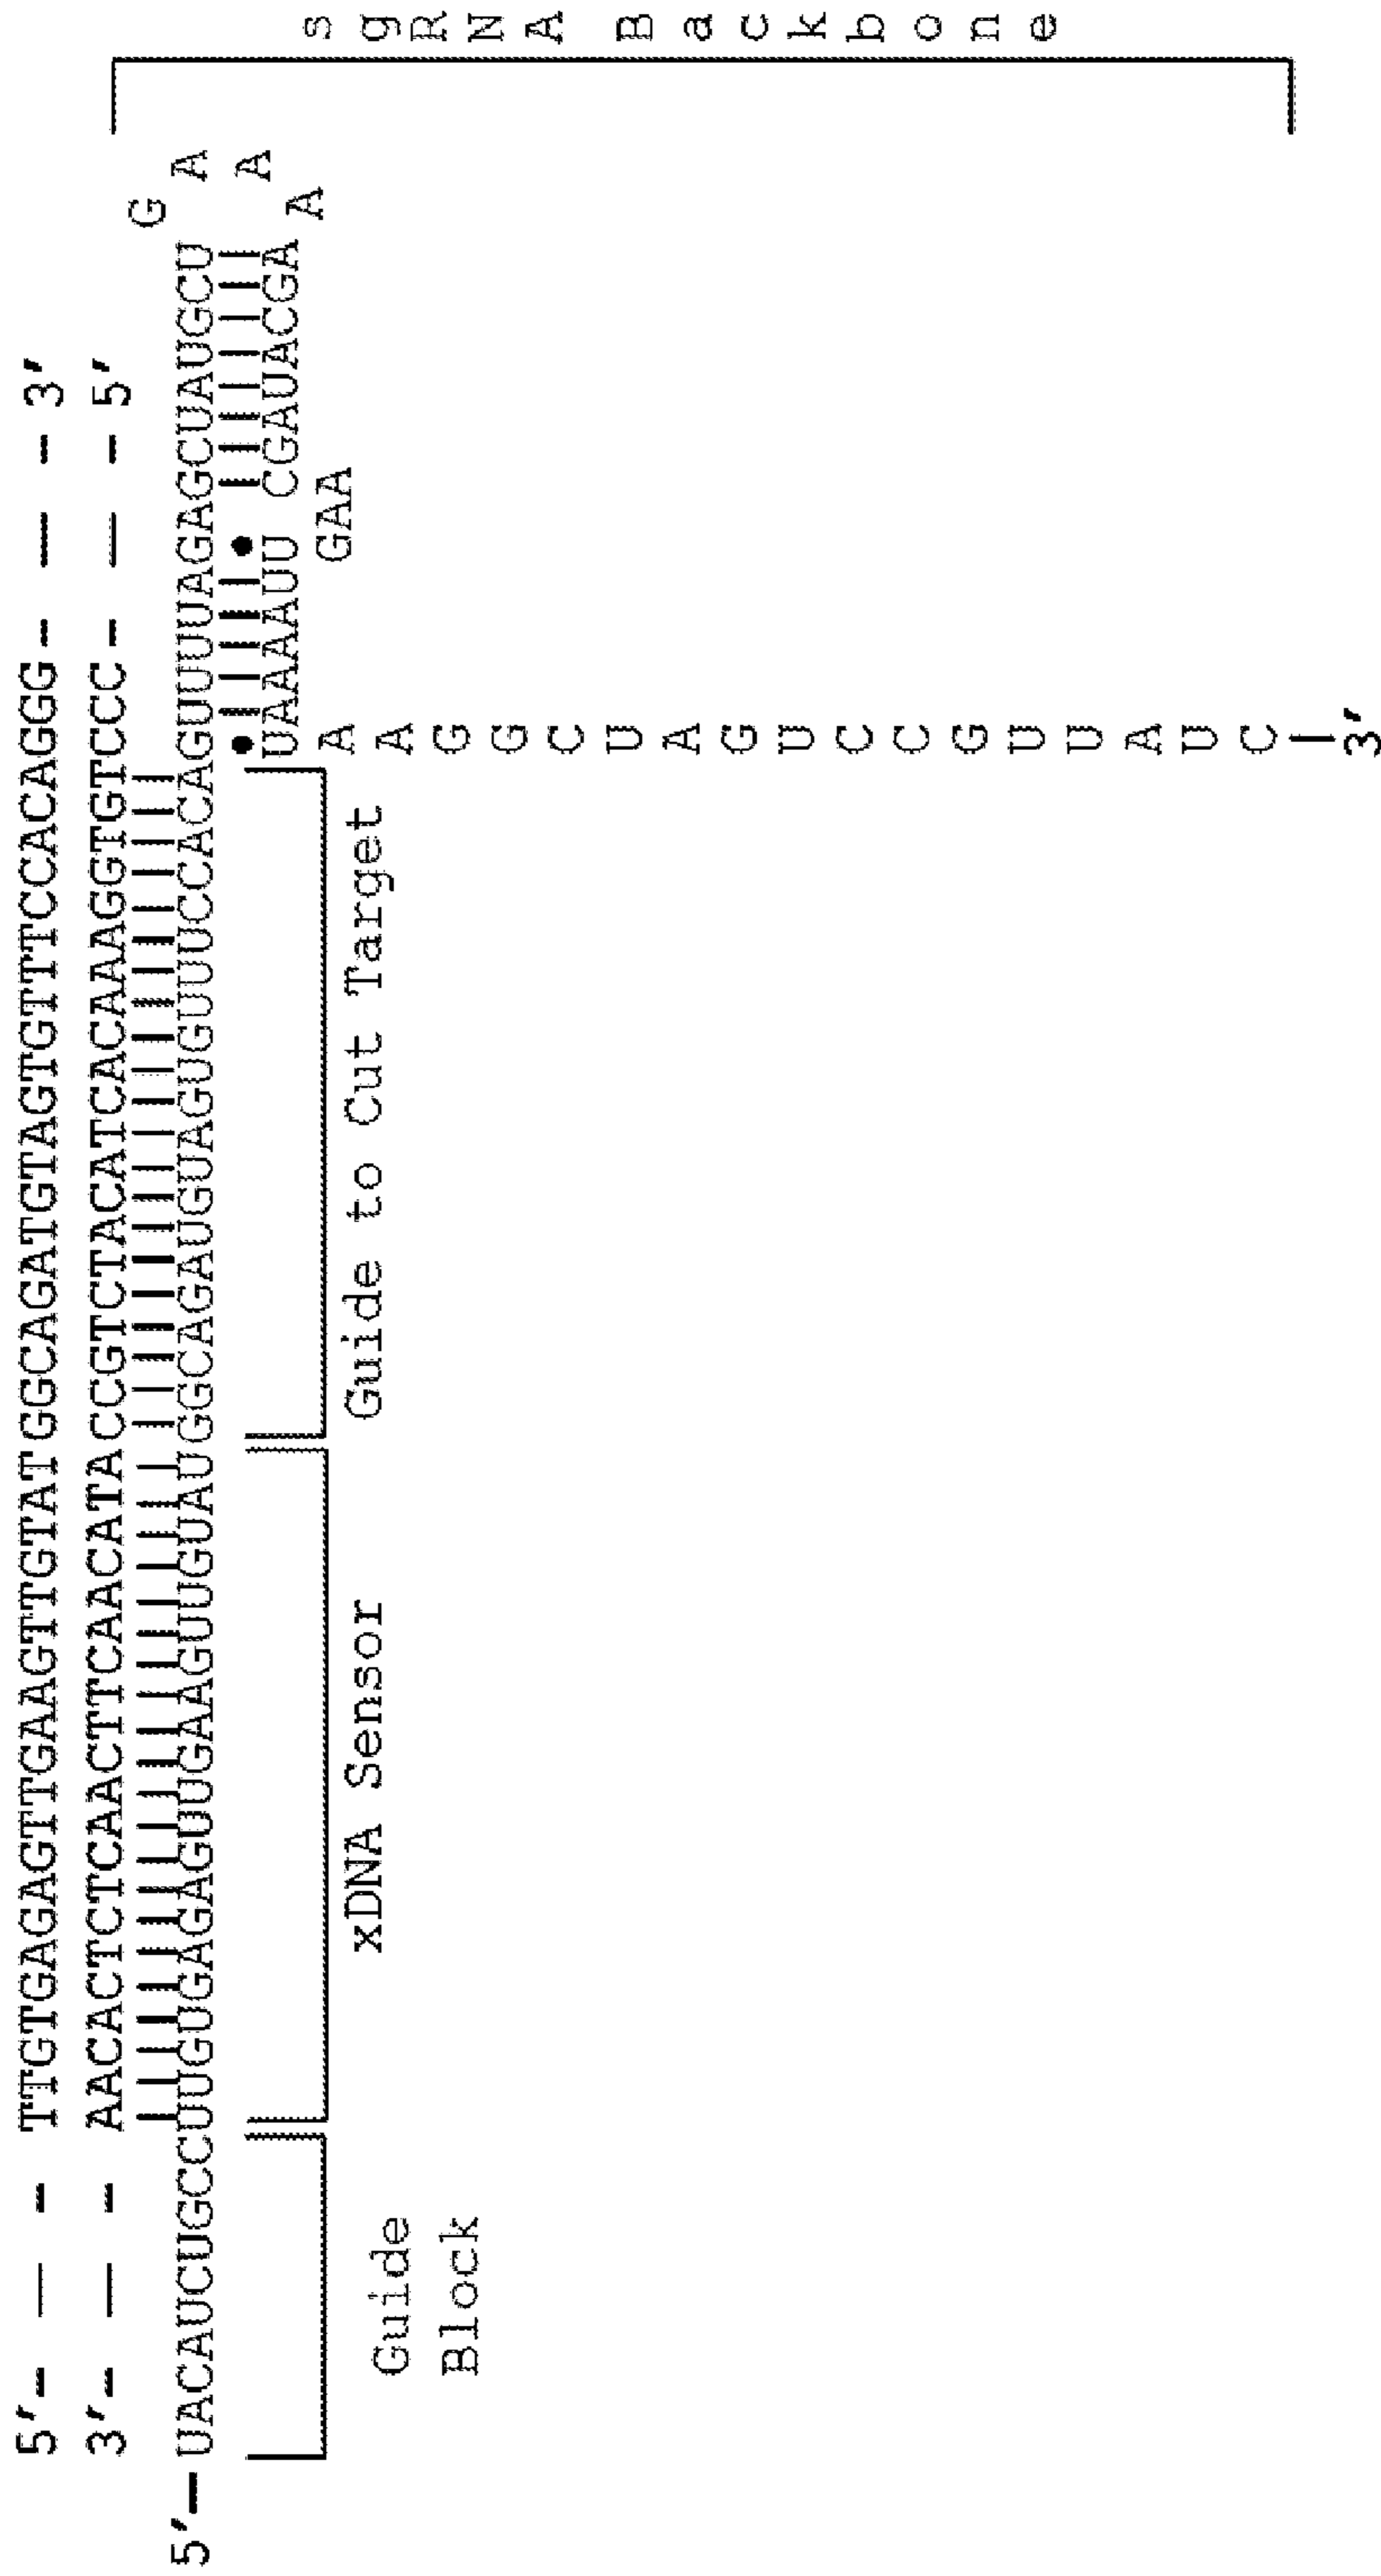 5'- — - TTGTGAGAGTTGAAGTTGTATGGCAGATGTAGTGTTTCCACAGGG- — - 3'
3'- — - AACACTCTCAACTTCAACATACCGTCTACATCACAAAGGTGTCCC- — - 5'
5'—UACAUCUGCCUUGUGAGAGUUGAAGUUGUAUGGCAGAUGUAGUGUUUCCACAGUUUUAGAGCUAUGCU
G
A
A
A
UAAAAUU CGAUACGA
GAA
A
A
G
G
C
U
A
G
U
C
C
G
U
U
A
U
C
3'
Guide
Block
xDNA Sensor
Guide to Cut Target
sgRNA Backbone